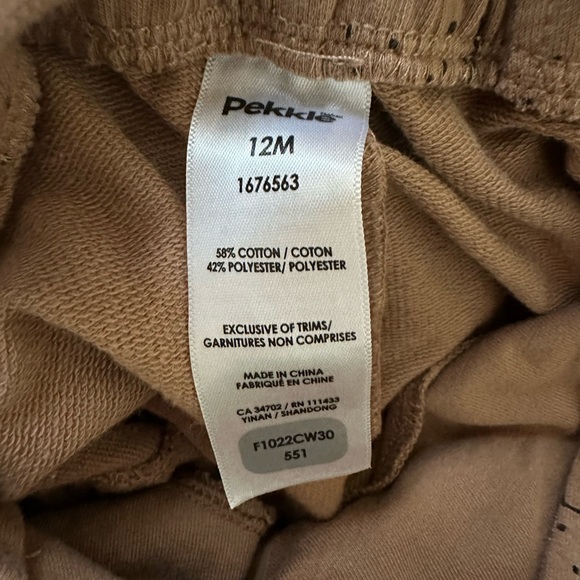 Pekkle
12M
1676563
58% COTTON / COTON
42% POLYESTER/ POLYESTER
EXCLUSIVE OF TRIMS/
GARNITURES NON COMPRISES
MADE IN CHINA
FABRIQUÉ EN CHINE
CA 34702 / RN 111433
YINAN / SHANDONG
F1022CW30
551